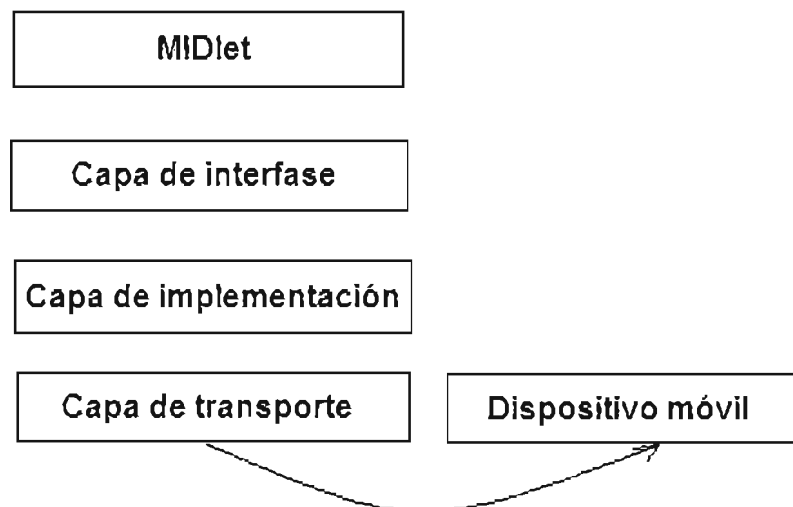 MIDlet
Capa de interfase
Capa de implementación
Capa de transporte
Dispositivo móvil